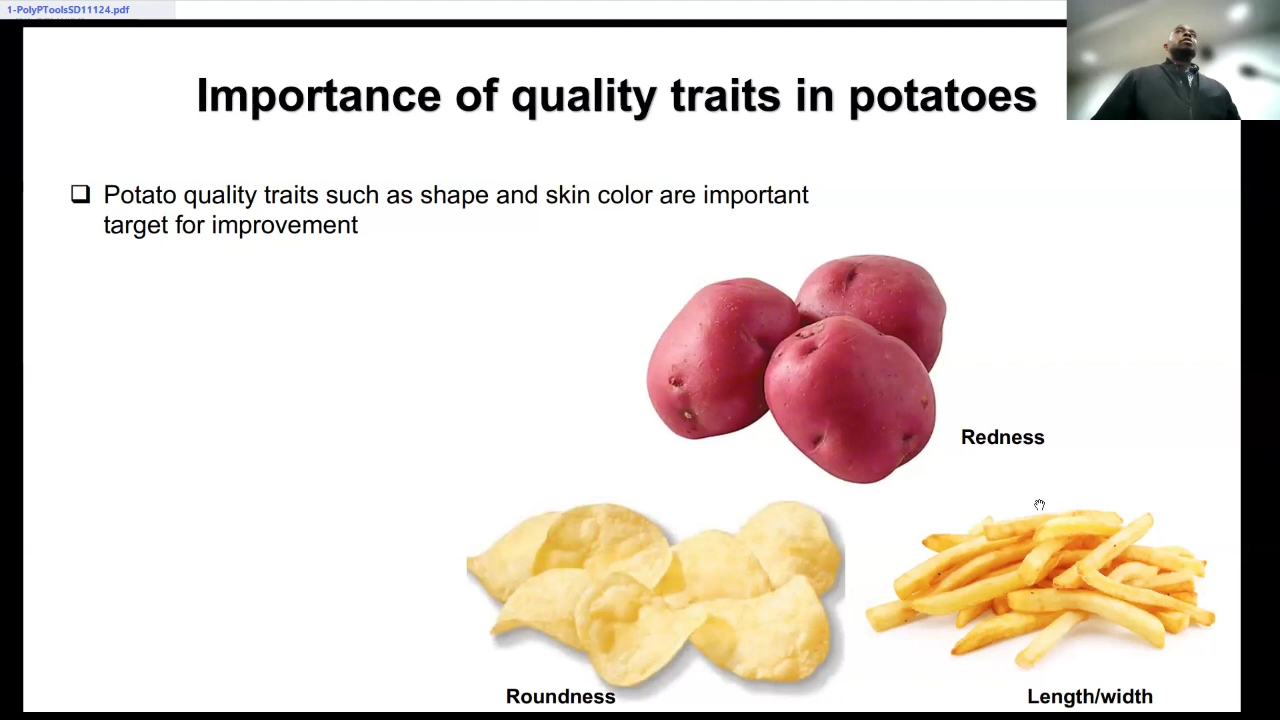 1-PolyPToolsSD11124.pdf
Importance of quality traits in potatoes
Potato quality traits such as shape and skin color are important
target for improvement
Redness
Roundness
Length/width